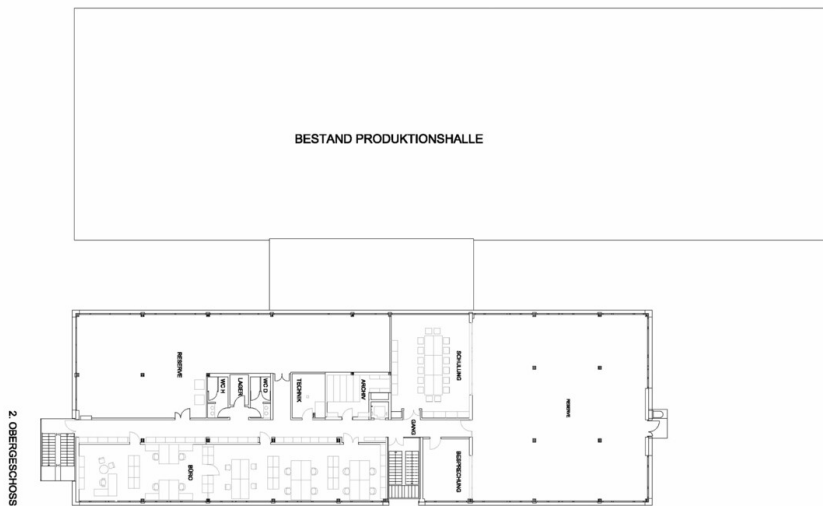 BESTAND PRODUKTIONSHALLE
RESERVE
WC H
LAGER
WC D
TECHNIK
ARCHIV
SCHULUNG
RESERVE
GANG
BÜRO
BESPRECHUNG
2. OBERGESCHOSS